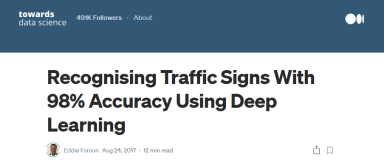 towards
data science
491K Followers · About
Recognising Traffic Signs With
98% Accuracy Using Deep
Learning
Eddie Forson Aug 24, 2017 · 12 min read